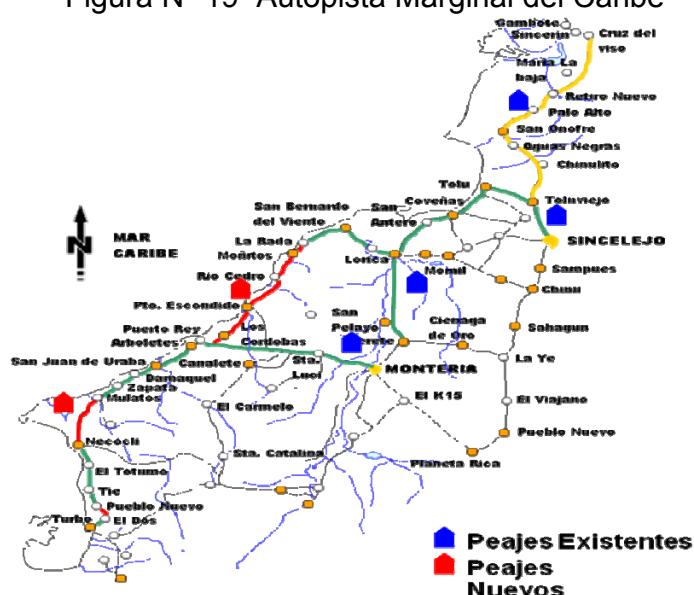 Figura N° 19 Autopista Marginal del Caribe
Gambote
Sincerin
Cruz del
viso
Maria La
baja
Retiro Nuevo
Palo Alto
San Onofre
Aguas Negras
Chinulito
Tolu
Toluviejo
San Bernardo
del Viento
San
Antero
Coveñas
La Rada
Moñitos
Lorica
SINCELEJO
N
MAR
CARIBE
Rio Cedro
Momil
Sampues
Chinu
Pto. Escondido
San
Pelayo
Cienaga
de Oro
Sahagun
Puerto Rey
Arboletes
Los
Cordobas
erete
La Ye
San Juan de Uraba
Canalete
Sta.
Luci
MONTERIA
Damaquel
Zapata
Mulatos
El Carmelo
El K15
El Viajano
Necocli
Pueblo Nuevo
El Totumo
Sta. Catalina
Planeta Rica
Tie
Pueblo Nuevo
Turbo
El Dos
Peajes Existentes
Peajes
Nuevos